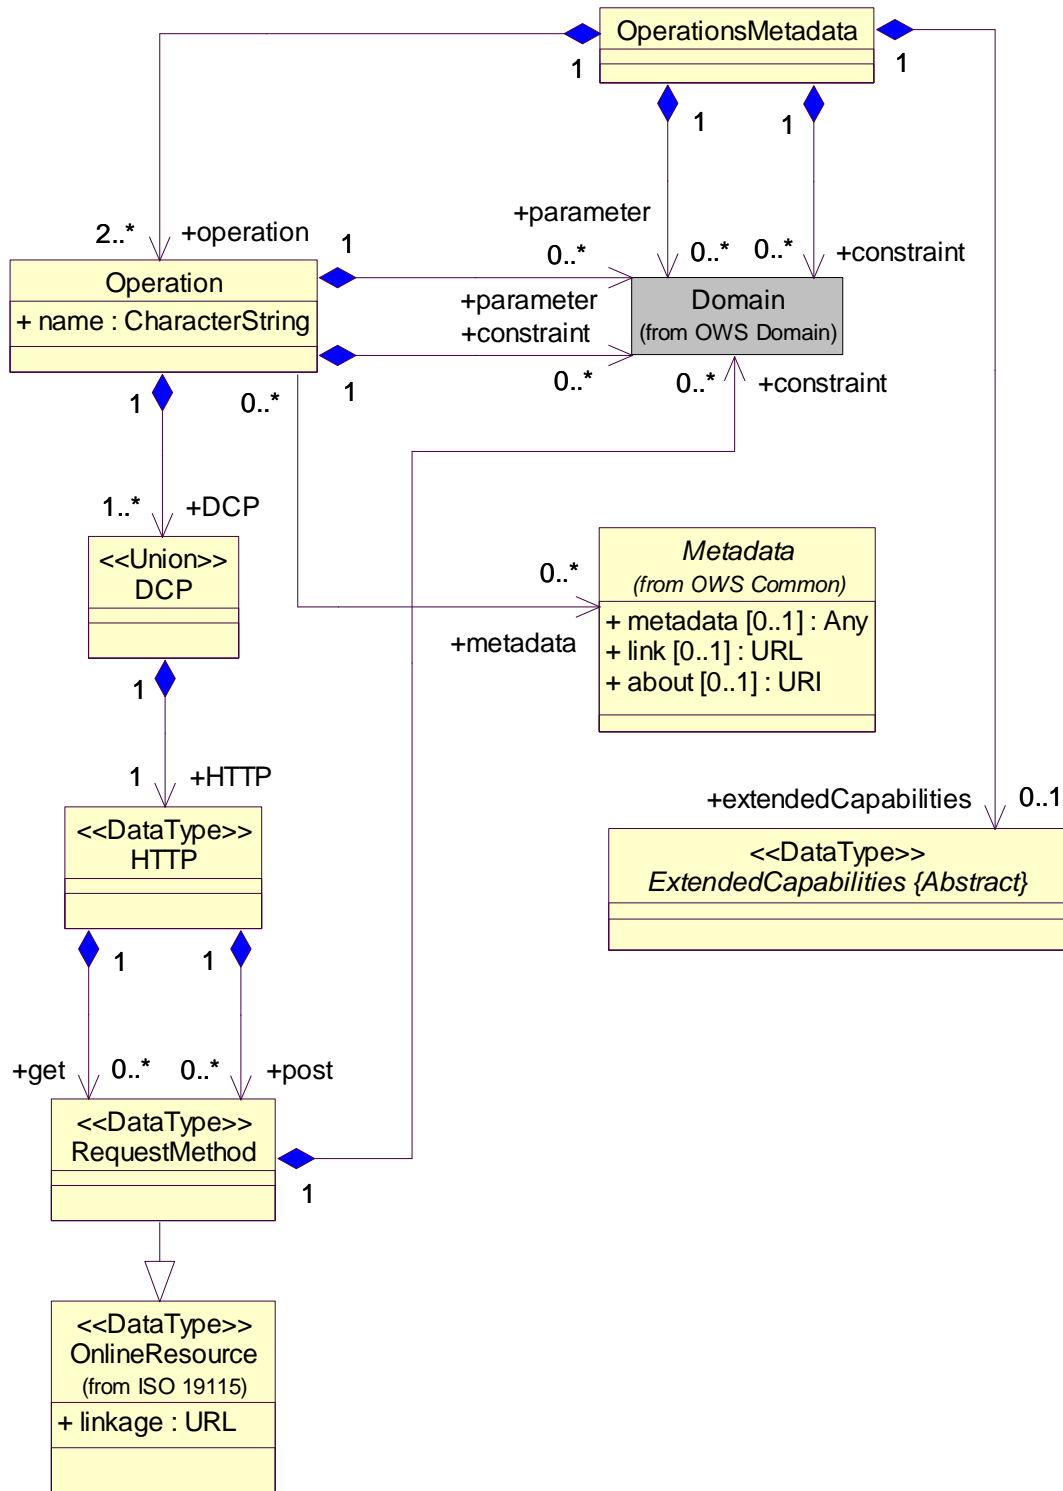 OperationsMetadata
1
1
1
1
+parameter
2..*
+operation
1
0..*
0..*
0..*
+constraint
Operation
+ name : CharacterString
+parameter
+constraint
Domain
(from OWS Domain)
1
0..*
1
0..*
0..*
+constraint
1
1..*
+DCP
<<Union>>
DCP
0..*
+metadata
Metadata
(from OWS Common)
+ metadata [0..1] : Any
+ link [0..1] : URL
+ about [0..1] : URI
1
1
+HTTP
+extendedCapabilities
0..1
<<DataType>>
HTTP
<<DataType>>
ExtendedCapabilities {Abstract}
1
1
+get
0..*
0..*
+post
<<DataType>>
RequestMethod
1
<<DataType>>
OnlineResource
(from ISO 19115)
+ linkage : URL